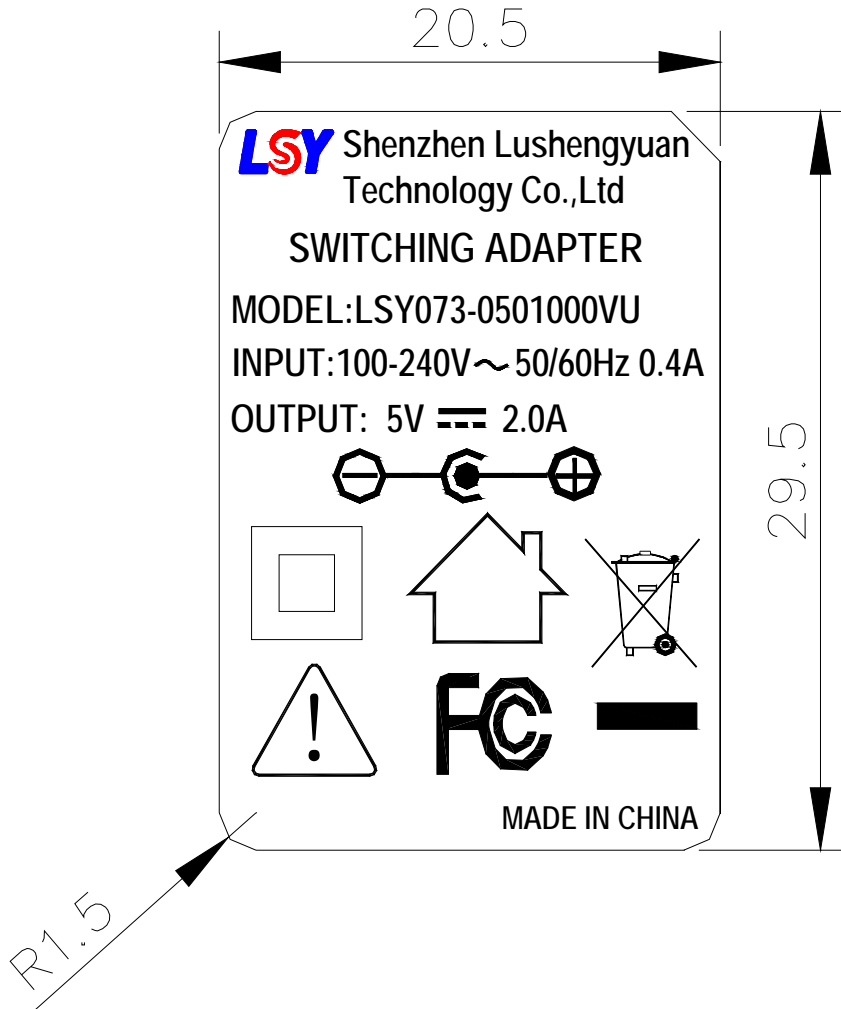 20.5
LSY Shenzhen Lushengyuan
Technology Co.,Ltd
SWITCHING ADAPTER
MODEL:LSY073-0501000VU
INPUT:100-240V～50/60Hz 0.4A
OUTPUT: 5V ⎓ 2.0A
29.5
FC
MADE IN CHINA
R1.5